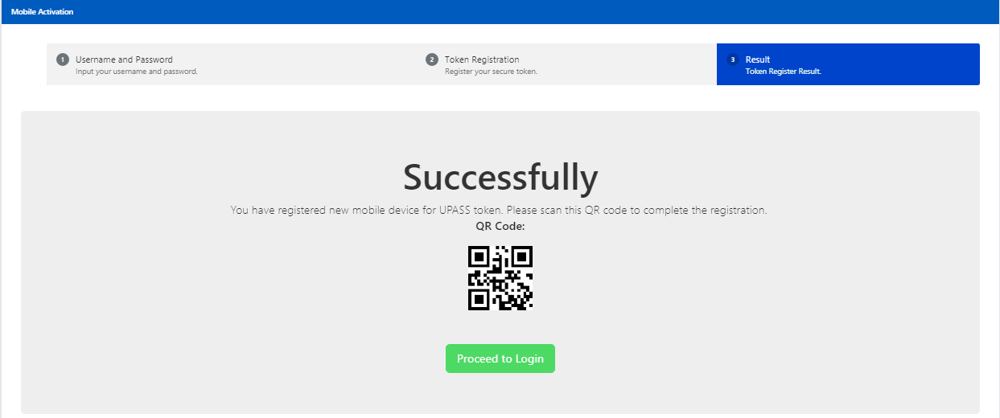 Mobile Activation
1 Username and Password
Input your username and password.
2 Token Registration
Register your secure token.
3 Result
Token Register Result.
Successfully
You have registered new mobile device for UPASS token. Please scan this QR code to complete the registration.
QR Code:
Proceed to Login